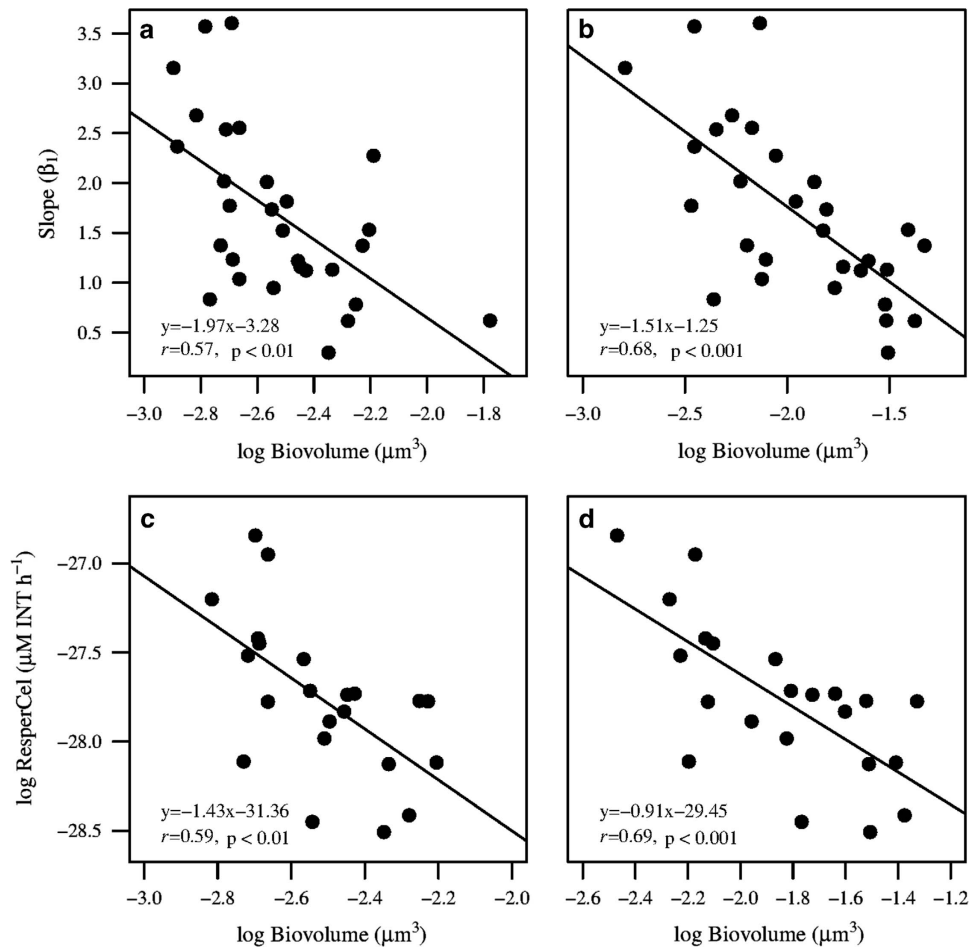 a
3.5
3.0
2.5
2.0
1.5
1.0
0.5
Slope (β₁)
y=−1.97x−3.28
r=0.57, p < 0.01
−3.0 −2.8 −2.6 −2.4 −2.2 −2.0 −1.8
log Biovolume (μm³)
b
y=−1.51x−1.25
r=0.68, p < 0.001
−3.0 −2.5 −2.0 −1.5
log Biovolume (μm³)
c
−27.0
−27.5
−28.0
−28.5
log ResperCel (μM INT h⁻¹)
y=−1.43x−31.36
r=0.59, p < 0.01
−3.0 −2.8 −2.6 −2.4 −2.2 −2.0
log Biovolume (μm³)
d
y=−0.91x−29.45
r=0.69, p < 0.001
−2.6 −2.4 −2.2 −2.0 −1.8 −1.6 −1.4 −1.2
log Biovolume (μm³)